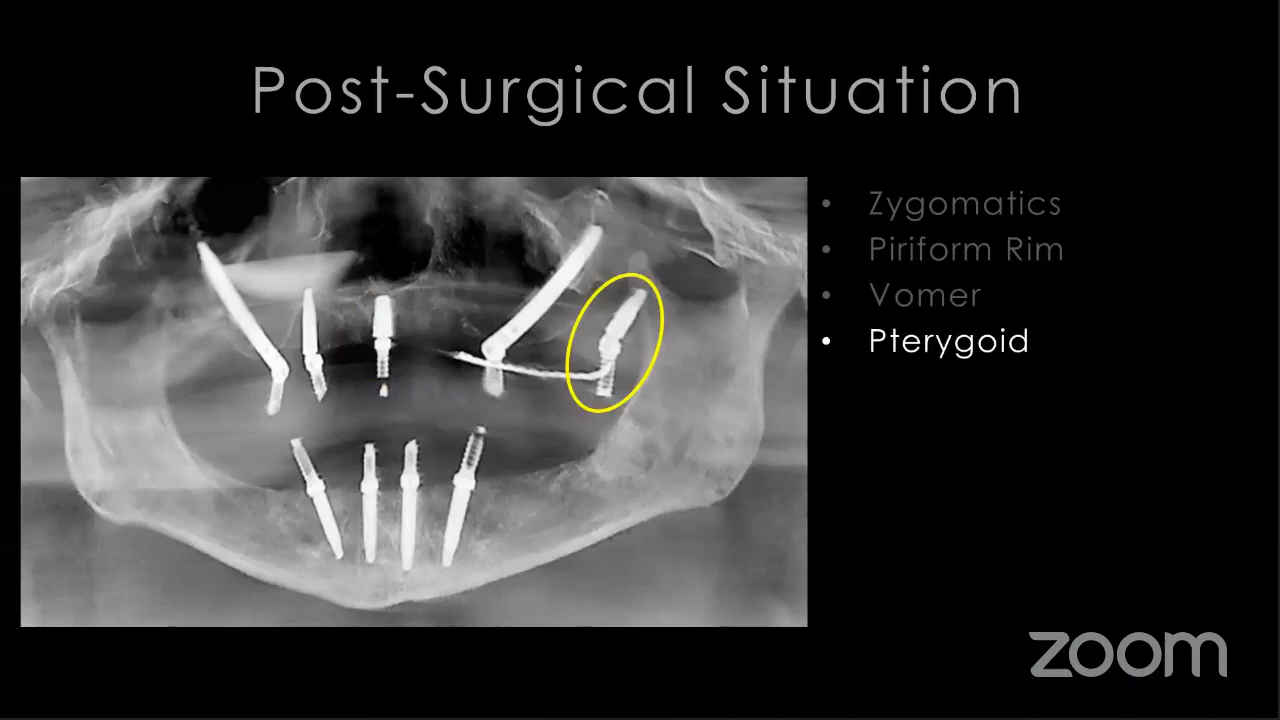 Post-Surgical Situation
• Zygomatics
• Piriform Rim
• Vomer
• Pterygoid
zoom